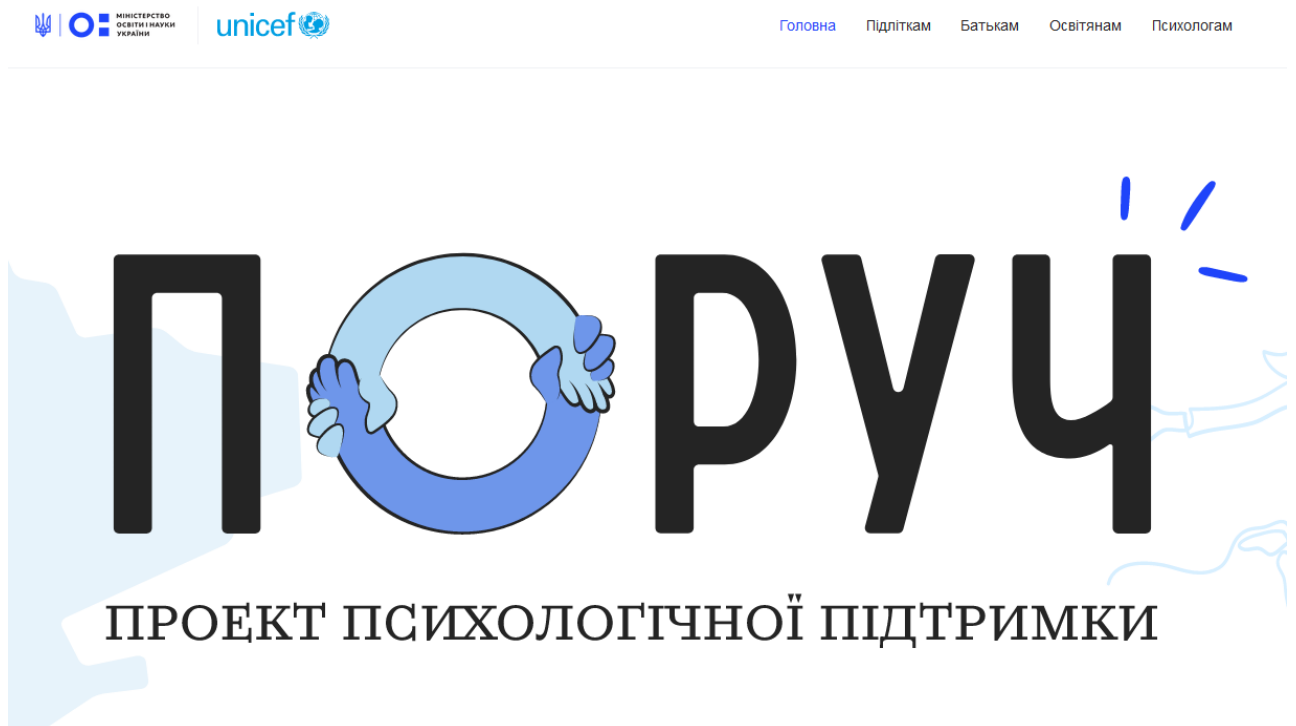 МІНІСТЕРСТВО
ОСВІТИ І НАУКИ
УКРАЇНИ
unicef
Головна Підліткам Батькам Освітянам Психологам
ПОРУЧ
ПРОЕКТ ПСИХОЛОГІЧНОЇ ПІДТРИМКИ